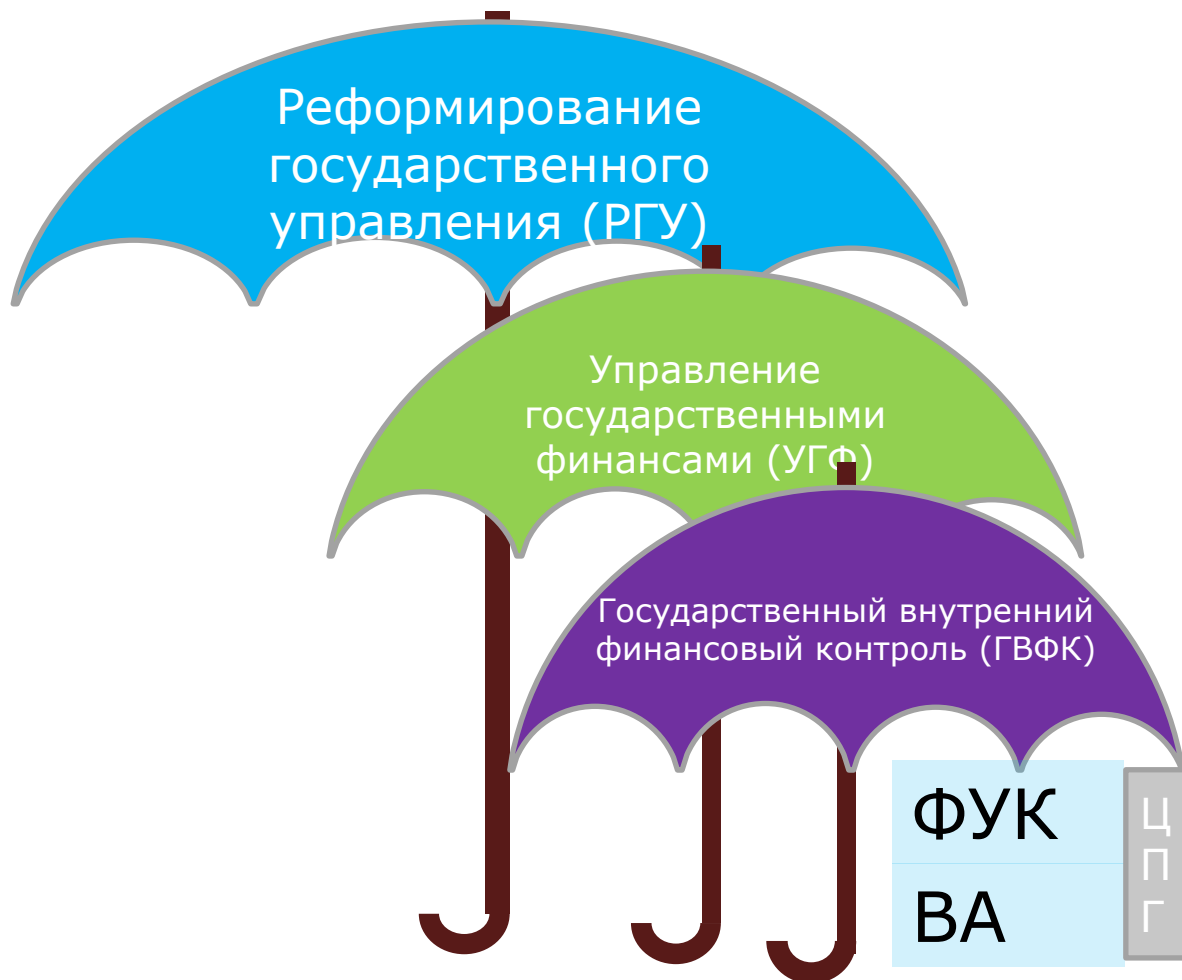 Реформирование
государственного
управления (РГУ)
Управление
государственными
финансами (УГФ)
Государственный внутренний
финансовый контроль (ГВФК)
ФУК
ВА
Ц
П
Г